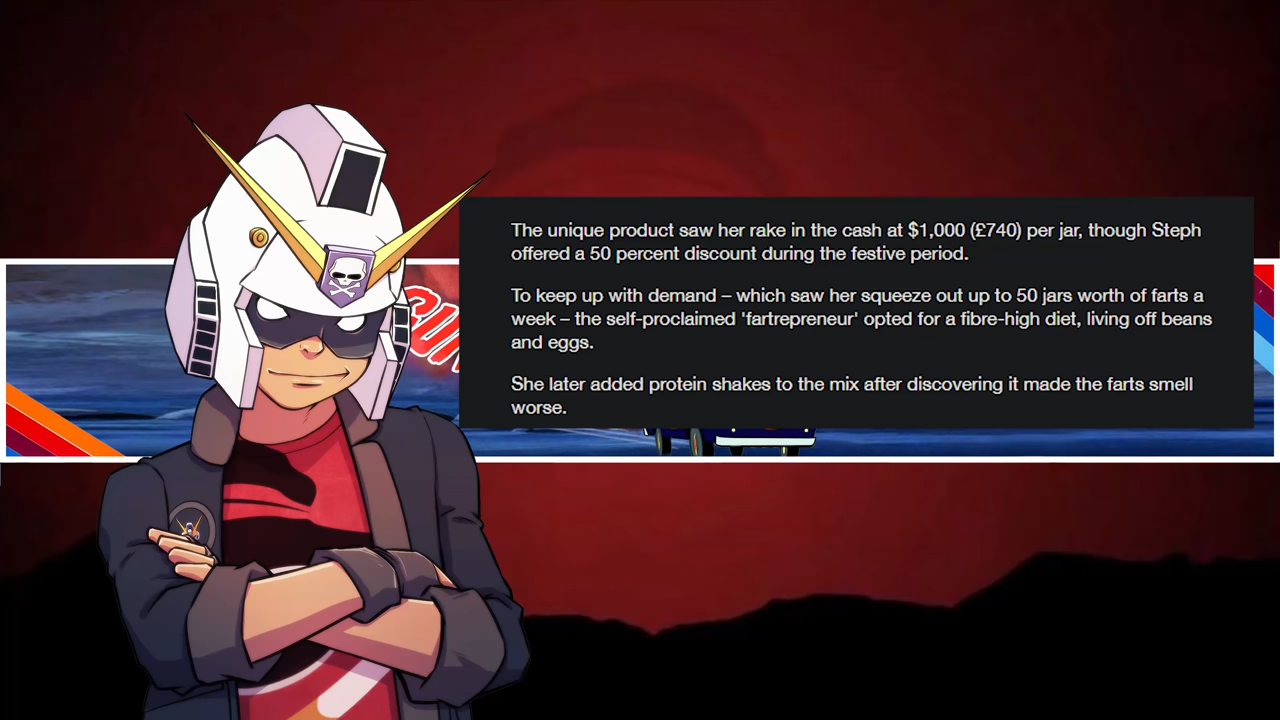 The unique product saw her rake in the cash at $1,000 (£740) per jar, though Steph
offered a 50 percent discount during the festive period.
To keep up with demand – which saw her squeeze out up to 50 jars worth of farts a
week – the self-proclaimed 'fartrepreneur' opted for a fibre-high diet, living off beans
and eggs.
She later added protein shakes to the mix after discovering it made the farts smell
worse.